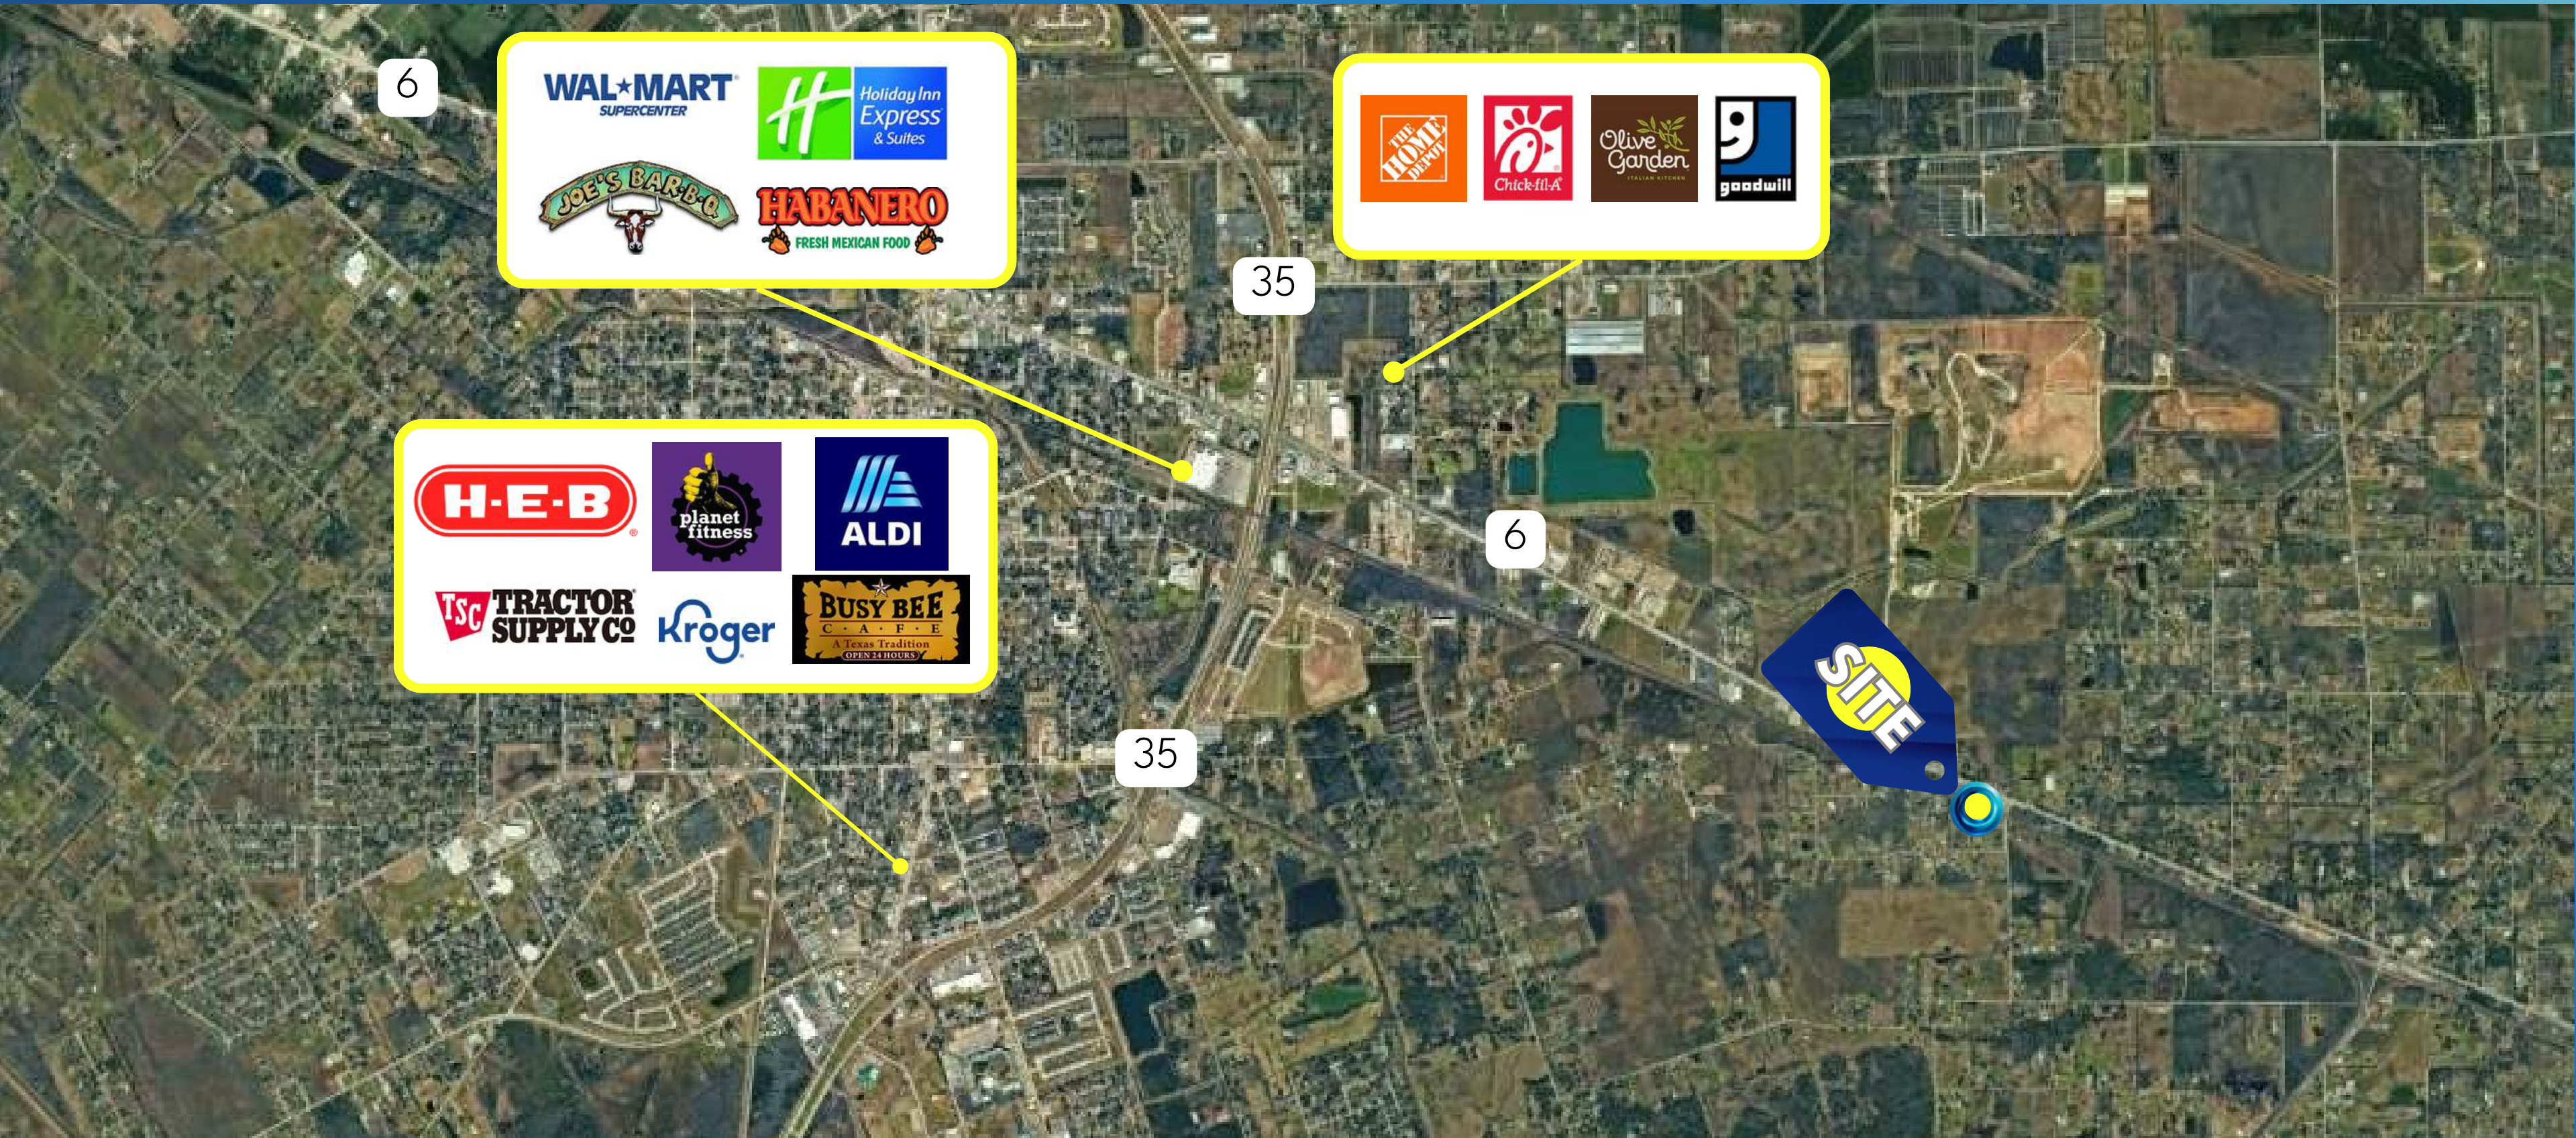 6
WAL★MART
SUPERCENTER
Holiday Inn
Express
& Suites
JOE'S BAR-B-Q
HABANERO
FRESH MEXICAN FOOD
THE
HOME
DEPOT
Chick-fil-A
Olive
Garden
ITALIAN KITCHEN
goodwill
35
H-E-B
planet
fitness
ALDI
TSC TRACTOR
SUPPLY CO
Kroger
BUSY BEE
C·A·F·E
A Texas Tradition
OPEN 24 HOURS
6
SITE
35